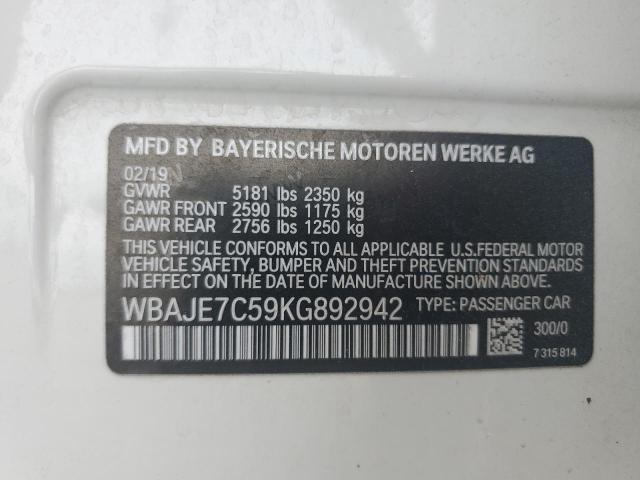 MFD BY BAYERISCHE MOTOREN WERKE AG
02/19
GVWR 5181 lbs 2350 kg
GAWR FRONT 2590 lbs 1175 kg
GAWR REAR 2756 lbs 1250 kg
THIS VEHICLE CONFORMS TO ALL APPLICABLE U.S.FEDERAL MOTOR
VEHICLE SAFETY, BUMPER AND THEFT PREVENTION STANDARDS IN
EFFECT ON THE DATE OF MANUFACTURE SHOWN ABOVE.
WBAJE7C59KG892942 TYPE: PASSENGER CAR
300/0
7 315 814